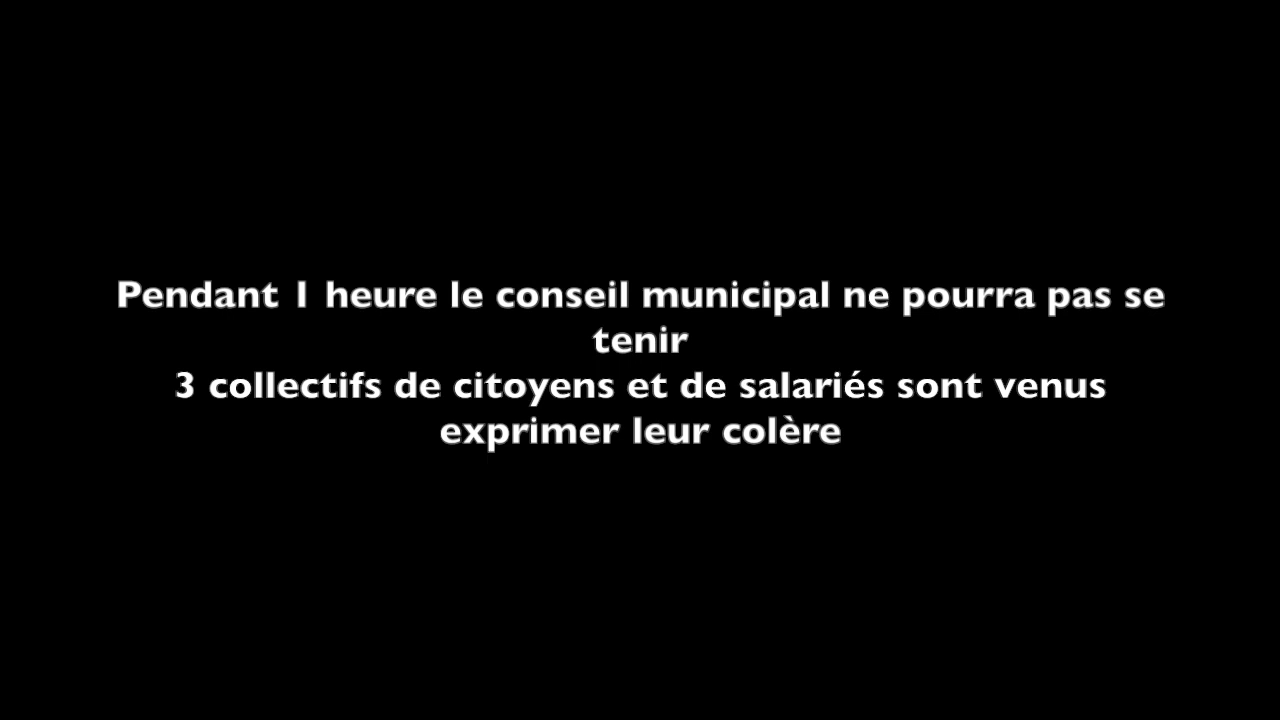 Pendant 1 heure le conseil municipal ne pourra pas se
tenir
3 collectifs de citoyens et de salariés sont venus
exprimer leur colère